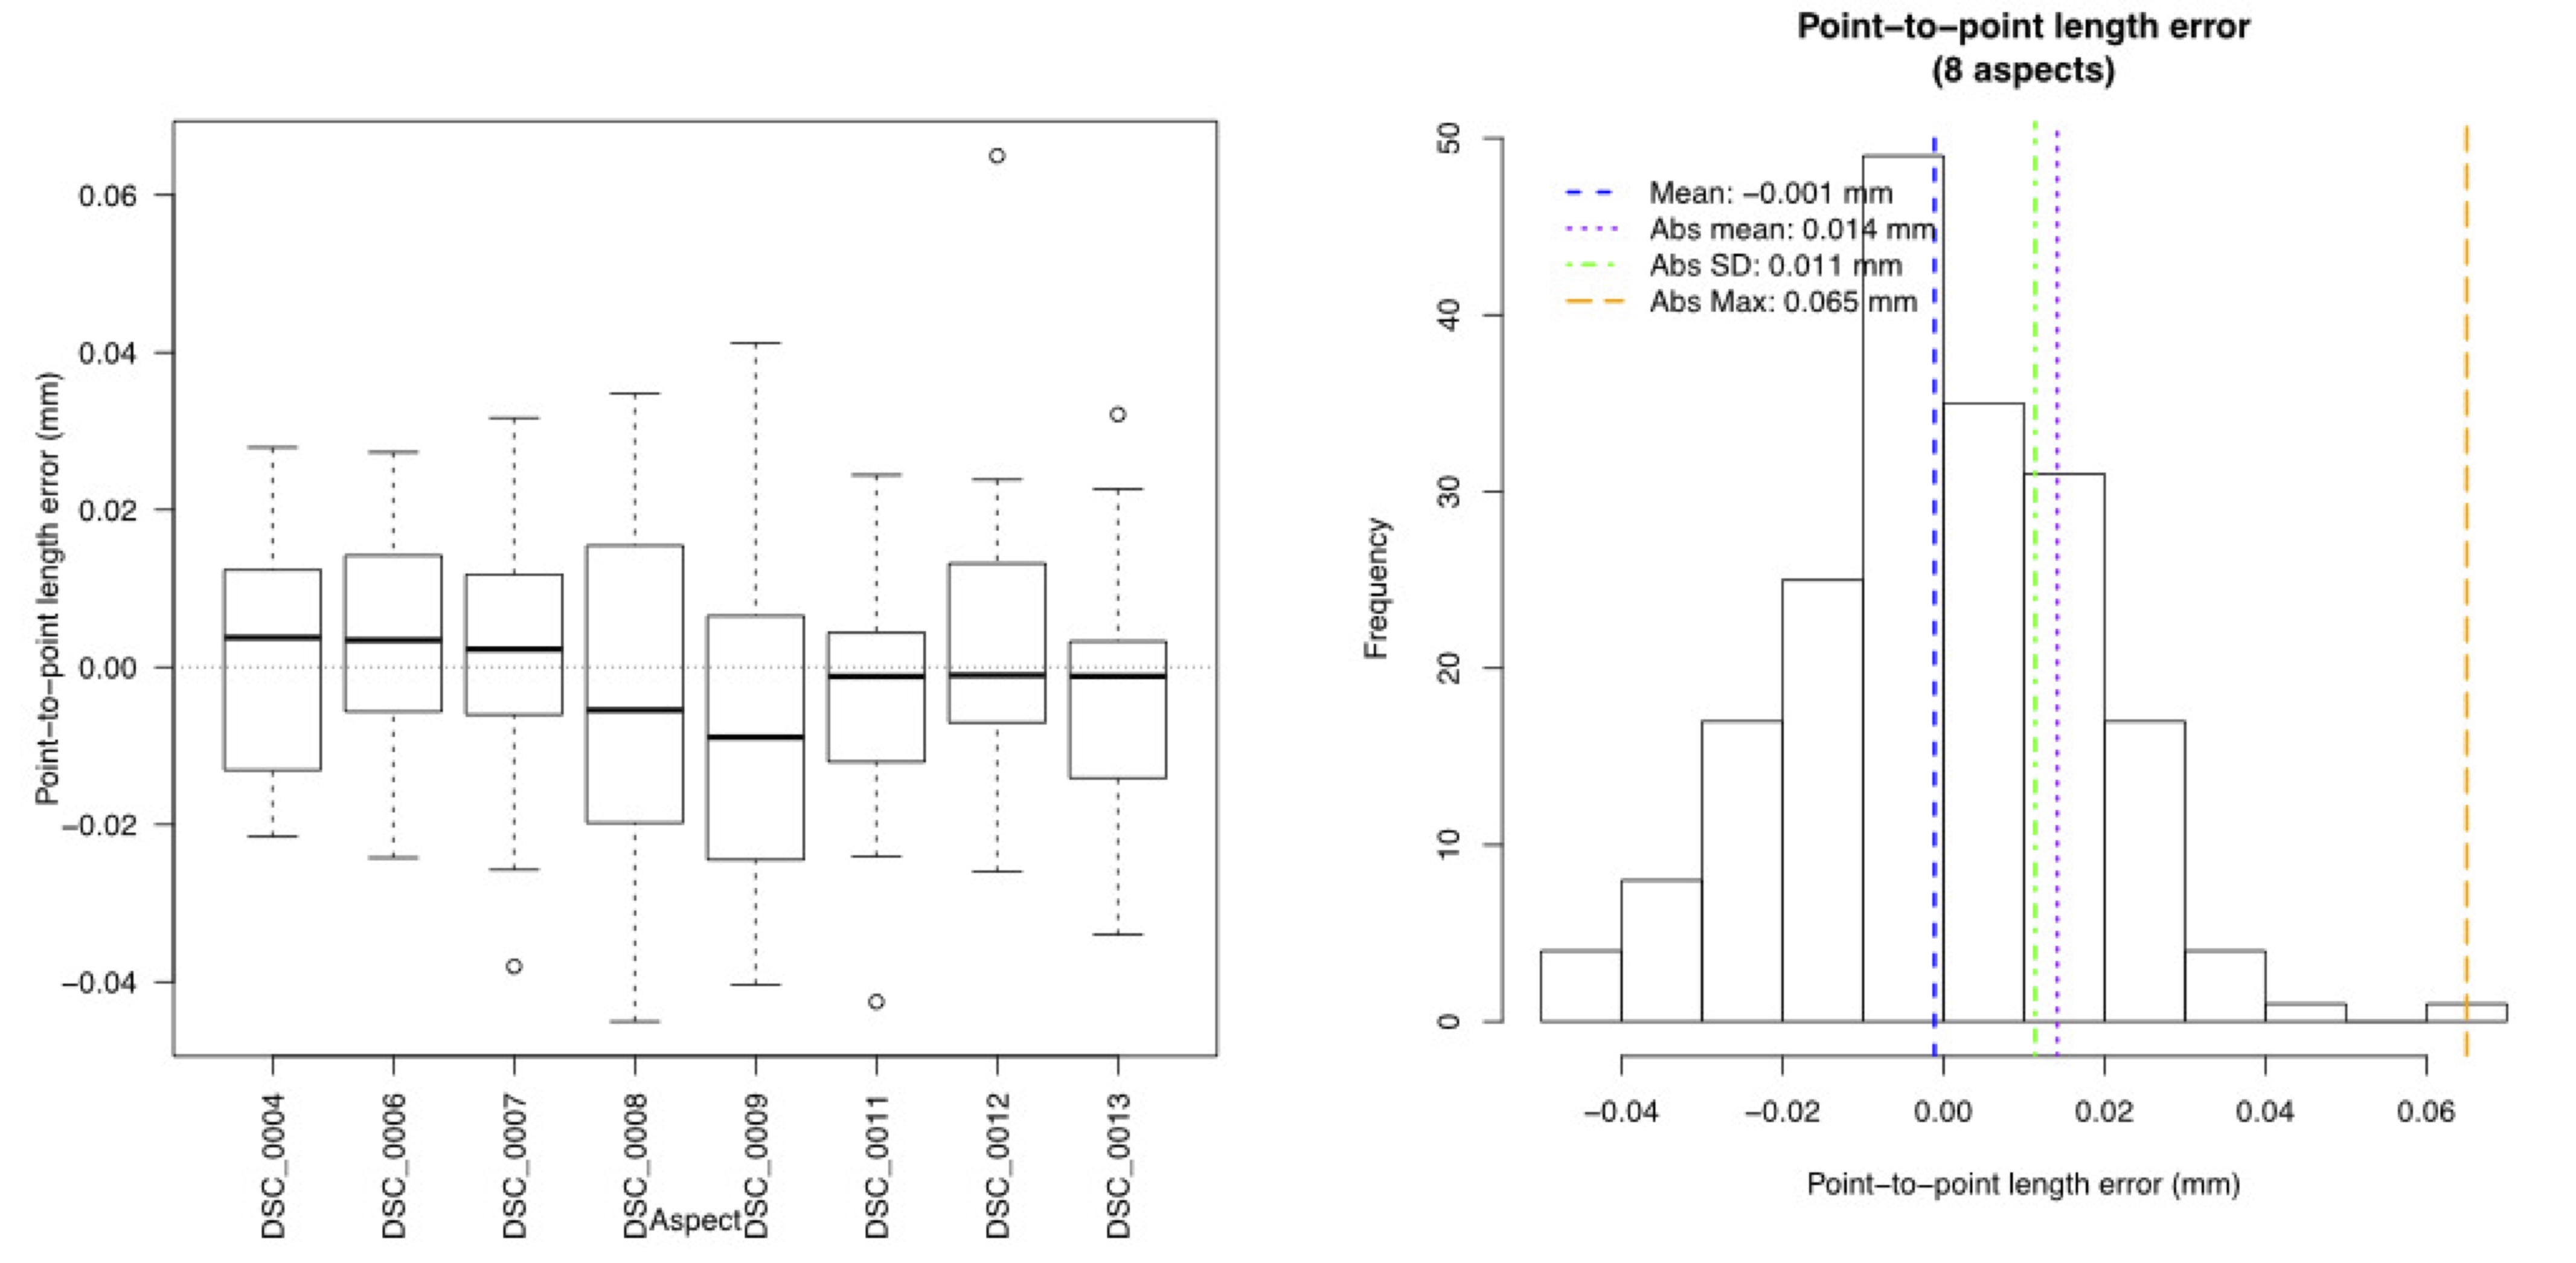 Point–to–point length error (mm)
0.06
0.04
0.02
0.00
−0.02
−0.04
DSC_0004
DSC_0006
DSC_0007
DSC_0008
DSC_0009
DSC_0011
DSC_0012
DSC_0013
Aspect
Point–to–point length error
(8 aspects)
Mean: −0.001 mm
Abs mean: 0.014 mm
Abs SD: 0.011 mm
Abs Max: 0.065 mm
Frequency
50
40
30
20
10
0
−0.04 −0.02 0.00 0.02 0.04 0.06
Point–to–point length error (mm)